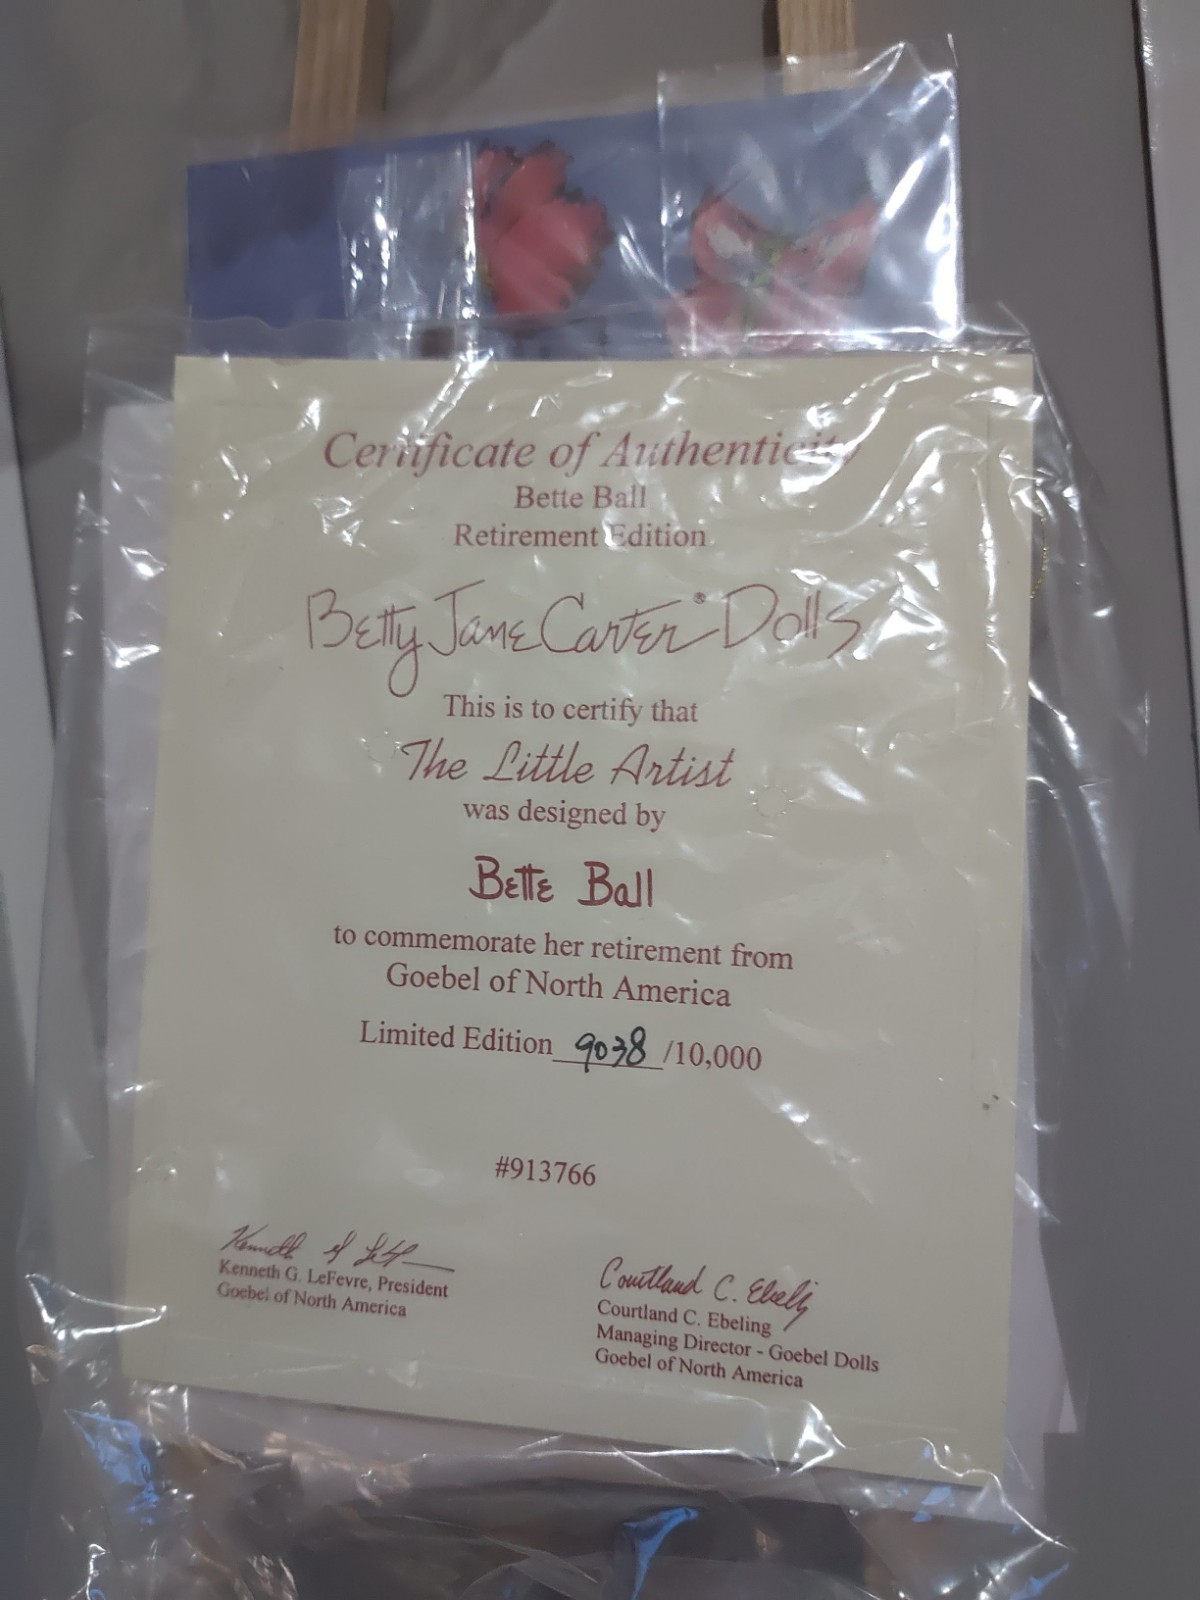 Certificate of Authenticity
Bette Ball
Retirement Edition
Betty Jane Carter® Dolls
This is to certify that
The Little Artist
was designed by
Bette Ball
to commemorate her retirement from
Goebel of North America
Limited Edition 9038 /10,000
#913766
Kenneth G. LeFevre, President
Goebel of North America
Courtland C. Ebeling
Courtland C. Ebeling
Managing Director - Goebel Dolls
Goebel of North America